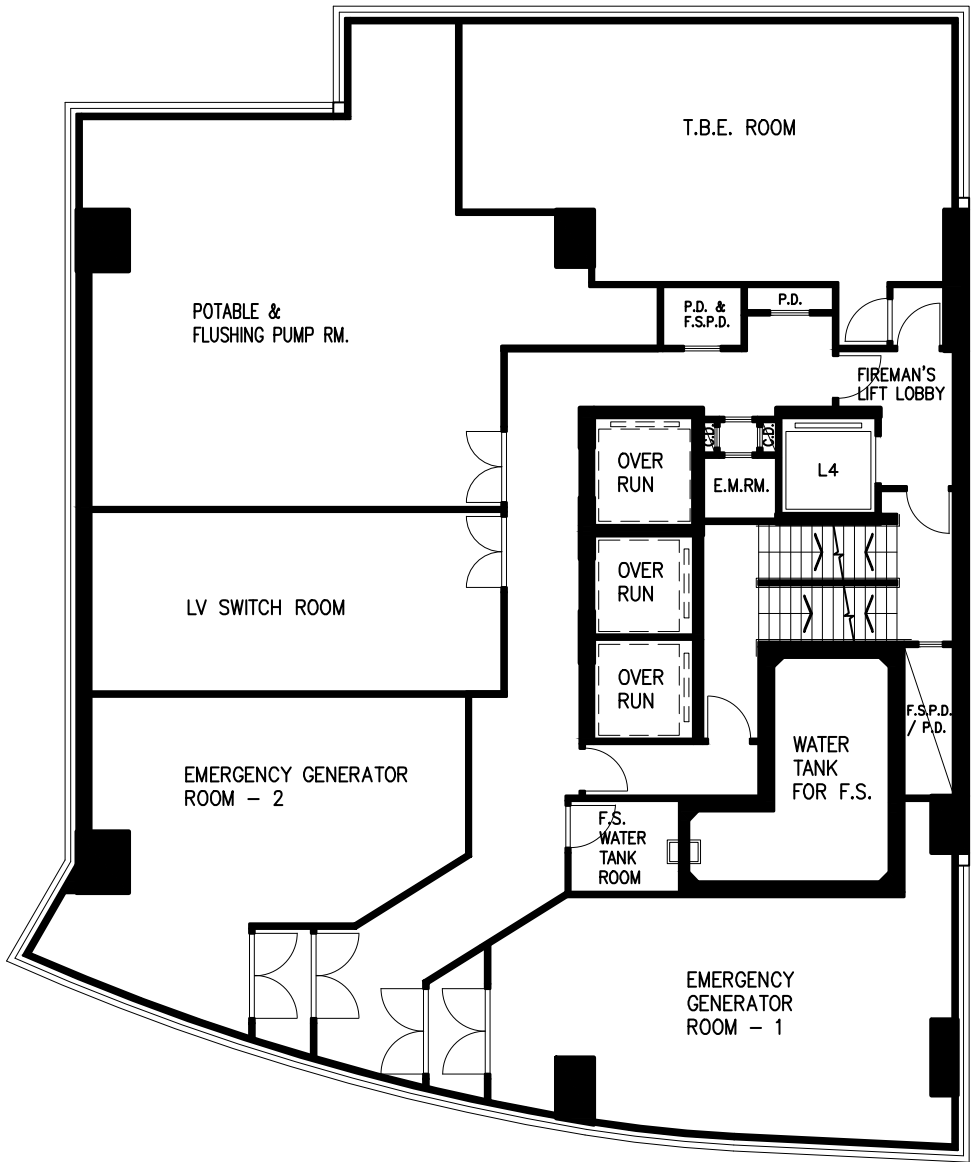 T.B.E. ROOM
POTABLE &
FLUSHING PUMP RM.
P.D. &
F.S.P.D.
P.D.
FIREMAN'S
LIFT LOBBY
OVER
RUN
C.D.
C.D.
E.M.RM.
L4
OVER
RUN
LV SWITCH ROOM
OVER
RUN
F.S.P.D.
/ P.D.
WATER
TANK
FOR F.S.
EMERGENCY GENERATOR
ROOM - 2
F.S.
WATER
TANK
ROOM
EMERGENCY
GENERATOR
ROOM - 1